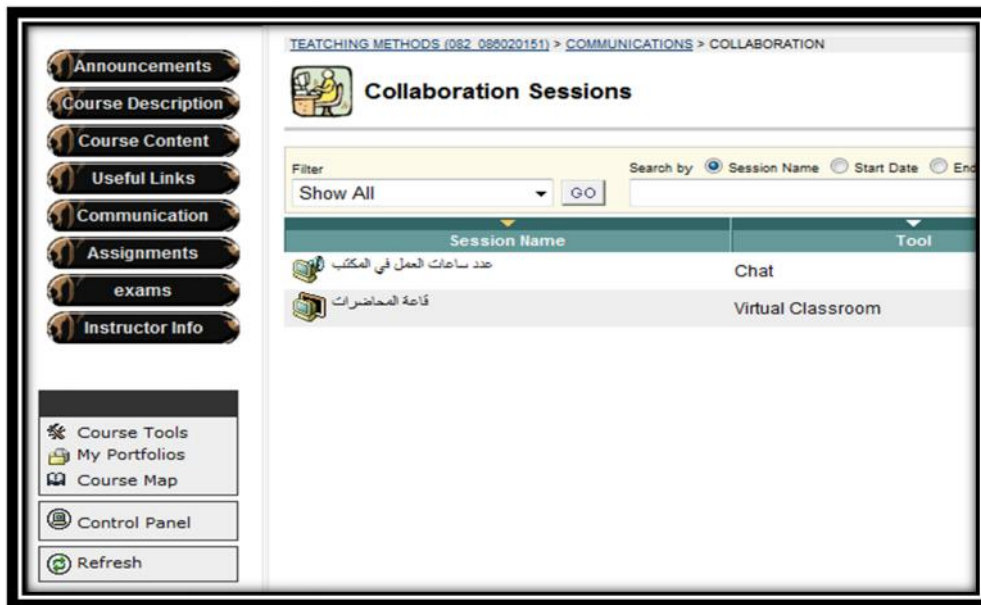 TEATCHING METHODS (082_086020151) > COMMUNICATIONS > COLLABORATION
Collaboration Sessions
Announcements
Course Description
Course Content
Useful Links
Communication
Assignments
exams
Instructor Info
Course Tools
My Portfolios
Course Map
Control Panel
Refresh
Filter
Search by Session Name Start Date End
Show All GO
Session Name Tool
عدد ساعات العمل في المكتب Chat
قاعة المحاضرات Virtual Classroom